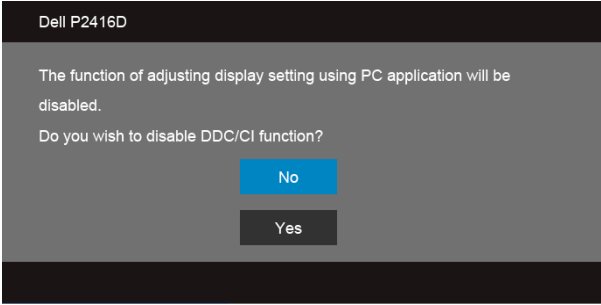 Dell P2416D
The function of adjusting display setting using PC application will be
disabled.
Do you wish to disable DDC/CI function?
No
Yes